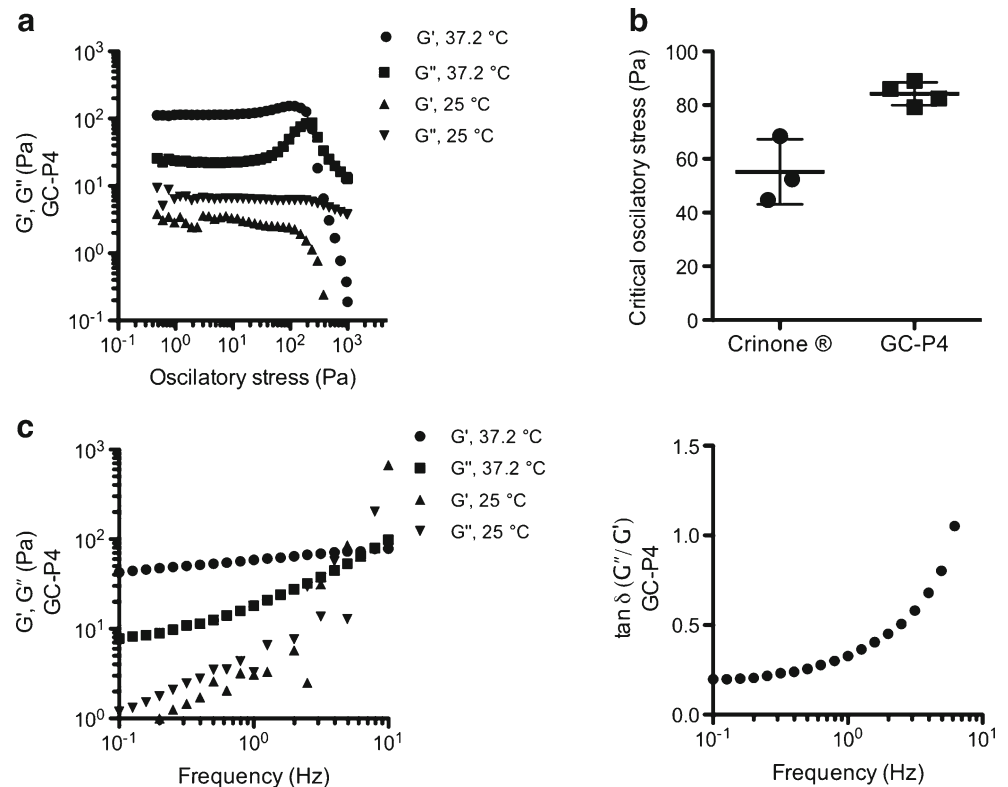 a
G', 37.2 °C
G", 37.2 °C
G', 25 °C
G", 25 °C
10³
10²
10¹
10⁰
10⁻¹
G', G" (Pa)
GC-P4
10⁻¹ 10⁰ 10¹ 10² 10³
Oscilatory stress (Pa)
b
100
80
60
40
20
0
Critical oscilatory stress (Pa)
Crinone ® GC-P4
c
G', 37.2 °C
G", 37.2 °C
G', 25 °C
G", 25 °C
10³
10²
10¹
10⁰
G', G″ (Pa)
GC-P4
10⁻¹ 10⁰ 10¹
Frequency (Hz)
1.5
1.0
0.5
0.0
tan δ (G″/ G')
GC-P4
10⁻¹ 10⁰ 10¹
Frequency (Hz)